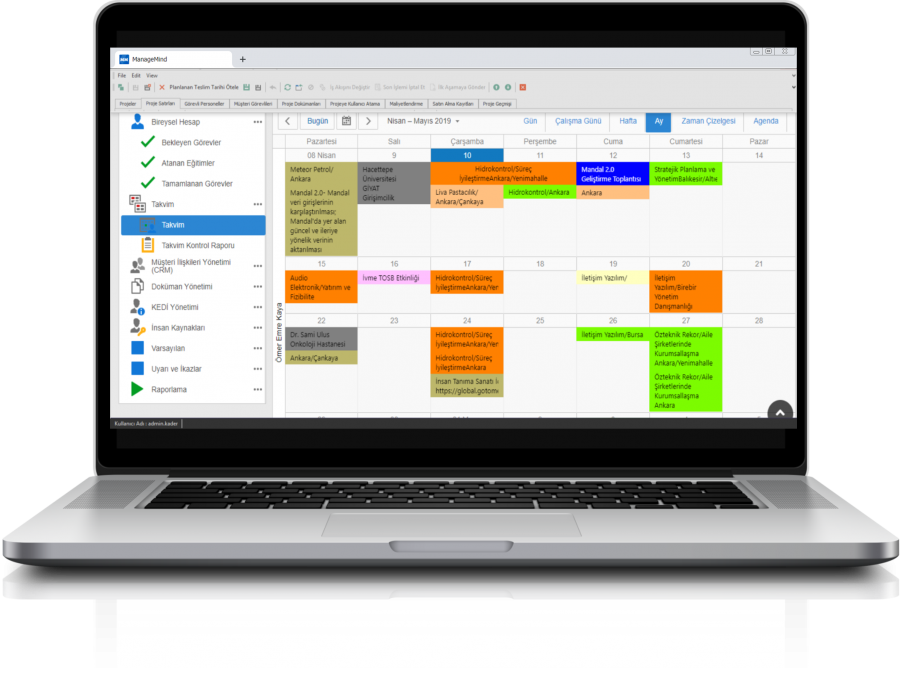 ManageMind
File Edit View
Planlanan Teslim Tarihi Ötele İş Akışını Değiştir Son İşlemi İptal Et İlk Aşamaya Gönder
Projeler Proje Satırları Görevli Personeller Müşteri Görevlileri Proje Dokümanları Projeye Kullanıcı Atama Maliyetlendirme Satın Alma Kayıtları Proje Geçmişi
Bireysel Hesap
Bekleyen Görevler
Atanan Eğitimler
Tamamlanan Görevler
Takvim
Takvim
Takvim Kontrol Raporu
Müşteri İlişkileri Yönetimi
(CRM)
Doküman Yönetimi
KEDİ Yönetimi
İnsan Kaynakları
Varsayılan
Uyarı ve İkazlar
Raporlama
Bugün Nisan – Mayıs 2019 Gün Çalışma Günü Hafta Ay Zaman Çizelgesi Agenda
Pazartesi Salı Çarşamba Perşembe Cuma Cumartesi Pazar
08 Nisan 9 10 11 12 13 14
Meteor Petrol/
Ankara
Mandal 2.0- Mandal
veri girişlerinin
karşılaştırılması;
Mandal'da yer alan
güncel ve ileriye
yönelik verinin
aktarılması
Hacettepe
Üniversitesi
GİYAT
Girişimcilik
Hidrokontrol/Süreç
İyileştirmeAnkara/Yenimahalle
Liva Pastacılık/
Ankara/Çankaya
Hidrokontrol/Ankara
Mandal 2.0
Geliştirme Toplantısı
Ankara
Stratejik Planlama ve
YönetimBalıkesir/Altıe
15 16 17 18 19 20 21
Audio
Elektronik/Yatırım ve
Fizibilite
İvme TOSB Etkinliği
Hidrokontrol/Süreç
İyileştirmeAnkara/Yer
İletişim Yazılım/
İletişim
Yazılım/Birebir
Yönetim
Danışmanlığı
22 23 24 25 26 27 28
Dr. Sami Ulus
Onkoloji Hastanesi
Ankara/Çankaya
Hidrokontrol/Süreç
İyileştirmeAnkara/Yer
Hidrokontrol/Süreç
İyileştirmeAnkara
İnsan Tanıma Sanatı
https://global.gotome
İletişim Yazılım/Bursa
Özteknik Rekor/Aile
Şirketlerinde
Kurumsallaşma
Ankara/Yenimahalle
Özteknik Rekor/Aile
Şirketlerinde
Kurumsallaşma
Ankara
Ömer Emre Kaya
Kullanıcı Adı : admin.kader